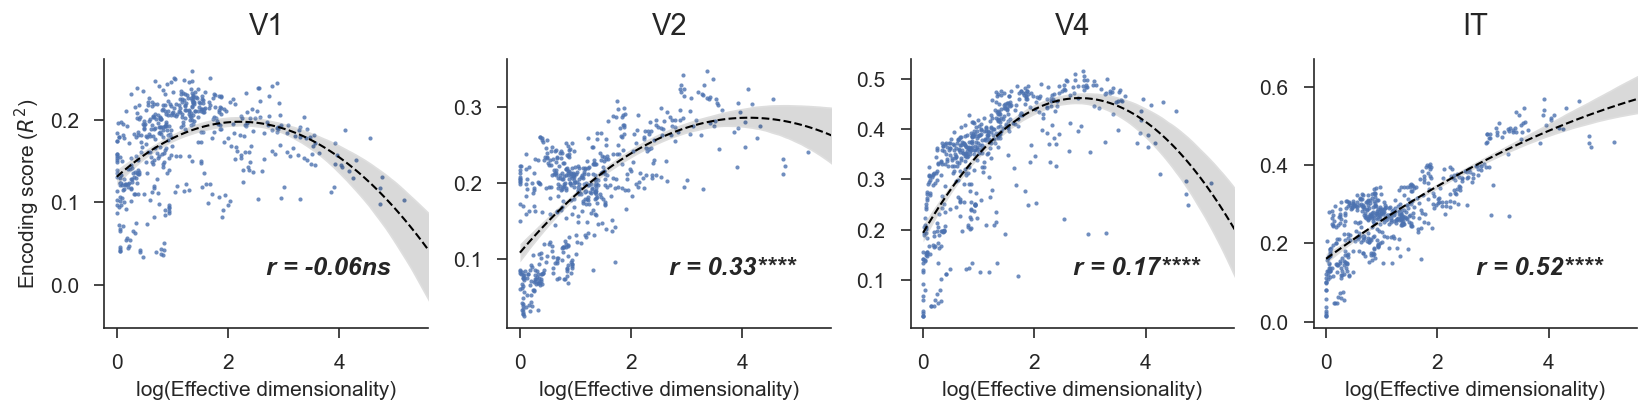 V1
V2
V4
IT
Encoding score (R²)
0.2
0.1
0.0
r = -0.06ns
0 2 4
log(Effective dimensionality)
0.3
0.2
0.1
r = 0.33****
0 2 4
log(Effective dimensionality)
0.5
0.4
0.3
0.2
0.1
r = 0.17****
0 2 4
log(Effective dimensionality)
0.6
0.4
0.2
0.0
r = 0.52****
0 2 4
log(Effective dimensionality)